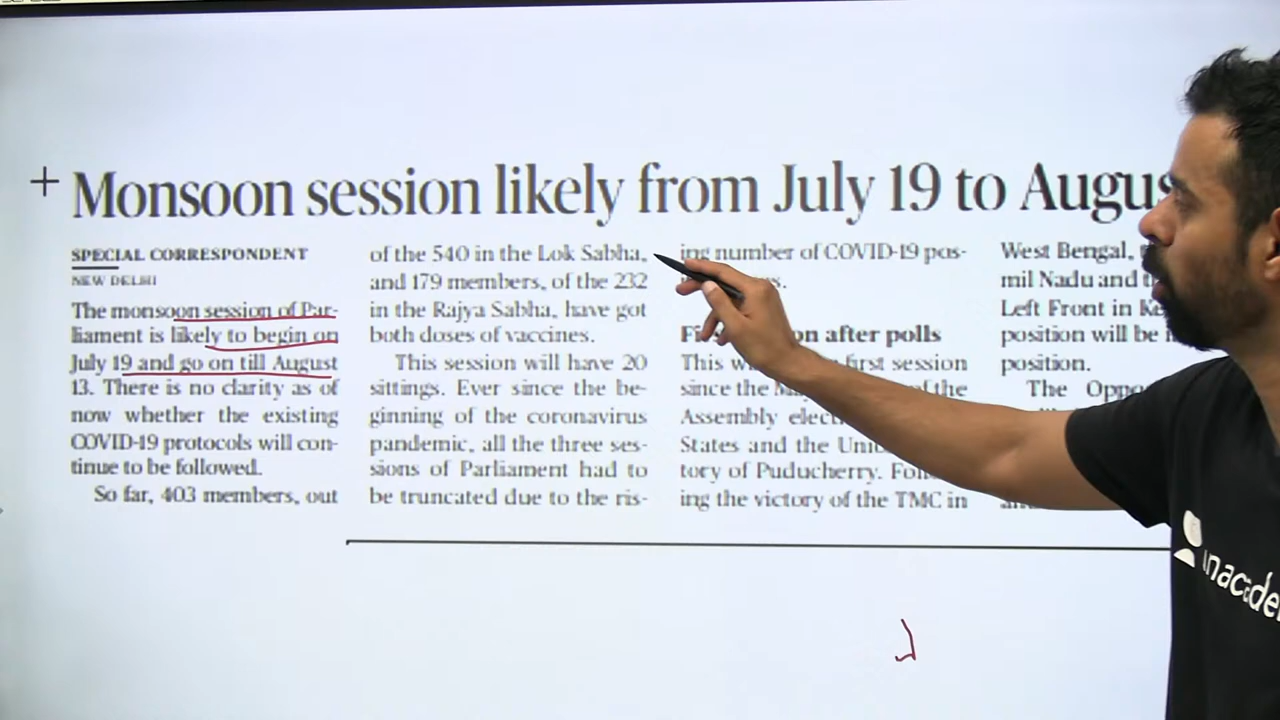 Monsoon session likely from July 19 to Augus
SPECIAL CORRESPONDENT
NEW DELHI
The monsoon session of Par-
liament is likely to begin on
July 19 and go on till August
13. There is no clarity as of
now whether the existing
COVID-19 protocols will con-
tinue to be followed.
So far, 403 members, out
of the 540 in the Lok Sabha,
and 179 members, of the 232
in the Rajya Sabha, have got
both doses of vaccines.
This session will have 20
sittings. Ever since the be-
ginning of the coronavirus
pandemic, all the three ses-
sions of Parliament had to
be truncated due to the ris-
ing number of COVID-19 pos-
on after polls
This first session
since the of the
Assembly
States and the
tory of Puducherry.
ing the victory of the TMC in
West Bengal,
mil Nadu and
Left Front in
position will be
position.
The
unacade